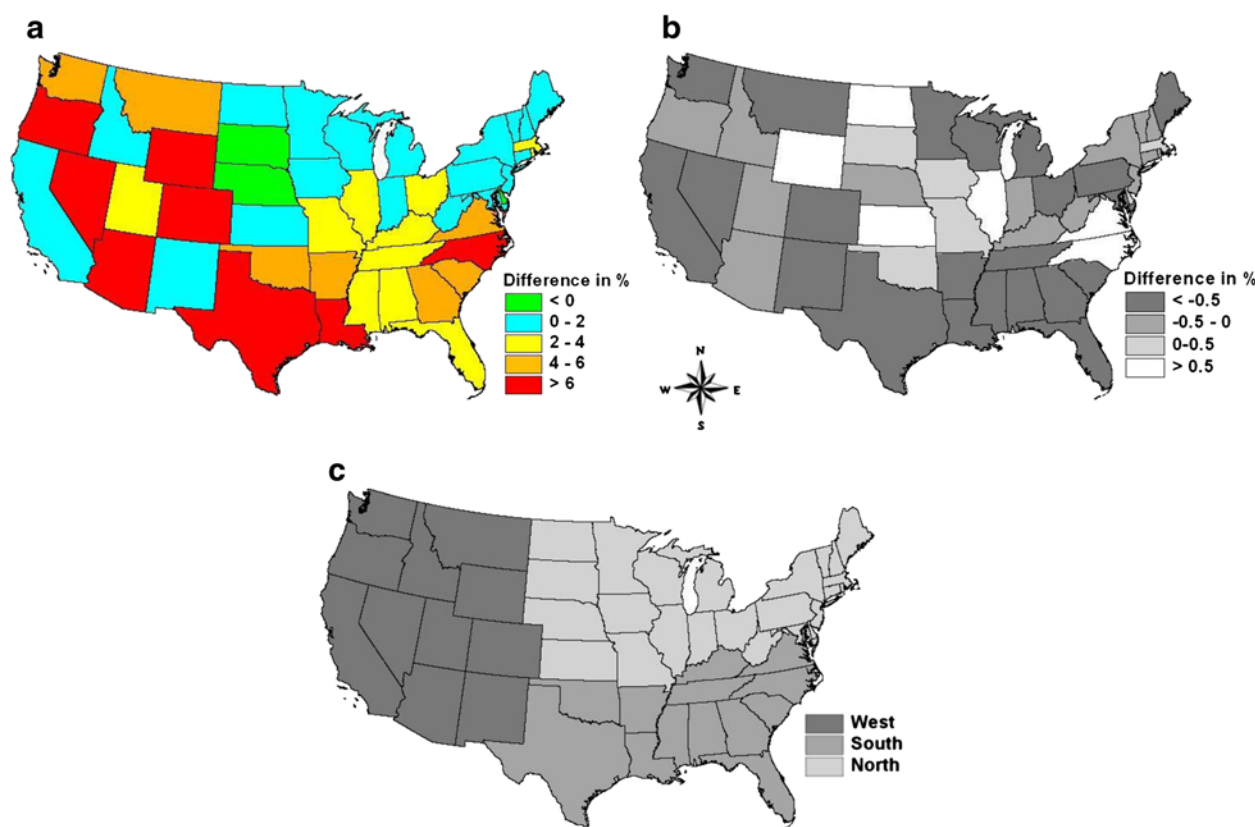 a
Difference in %
< 0
0 - 2
2 - 4
4 - 6
> 6
b
Difference in %
< -0.5
-0.5 - 0
0-0.5
> 0.5
N
W E
S
c
West
South
North